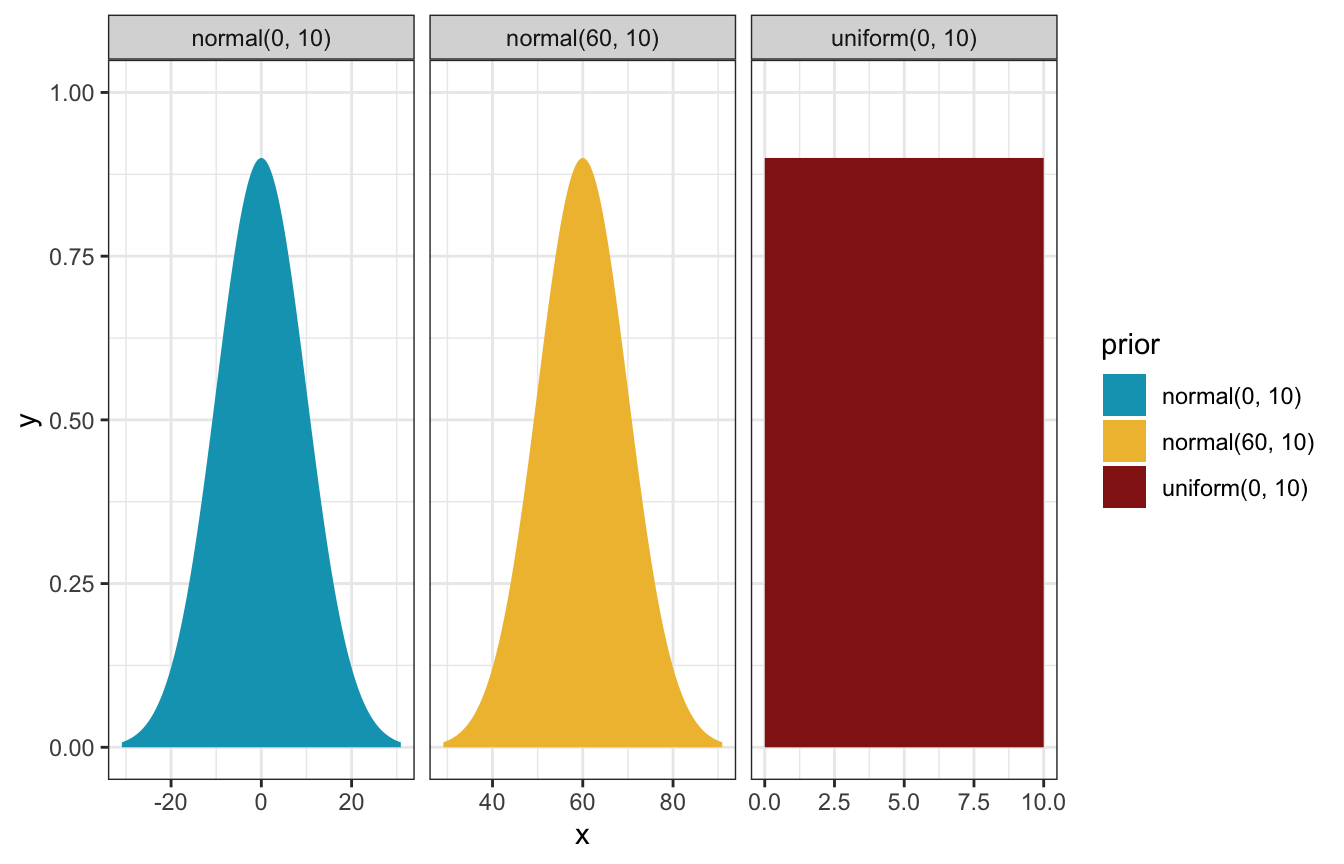 normal(0, 10) normal(60, 10) uniform(0, 10)
1.00
0.75
0.50
0.25
0.00
y
-20 0 20 40 60 80 0.0 2.5 5.0 7.5 10.0
x
prior
normal(0, 10)
normal(60, 10)
uniform(0, 10)